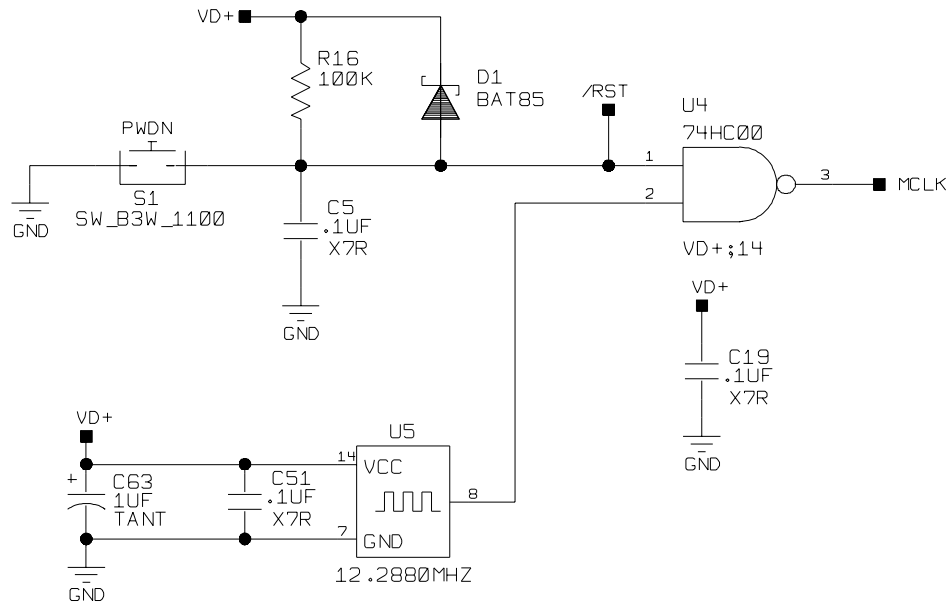 VD+
R16
100K
D1
BAT85
/RST
U4
74HC00
PWDN
S1
SW_B3W_1100
GND
1
2
3
MCLK
C5
.1UF
X7R
GND
VD+;14
VD+
C19
.1UF
X7R
GND
VD+
U5
+
C63
1UF
TANT
C51
.1UF
X7R
14
VCC
8
7
GND
12.2880MHZ
GND